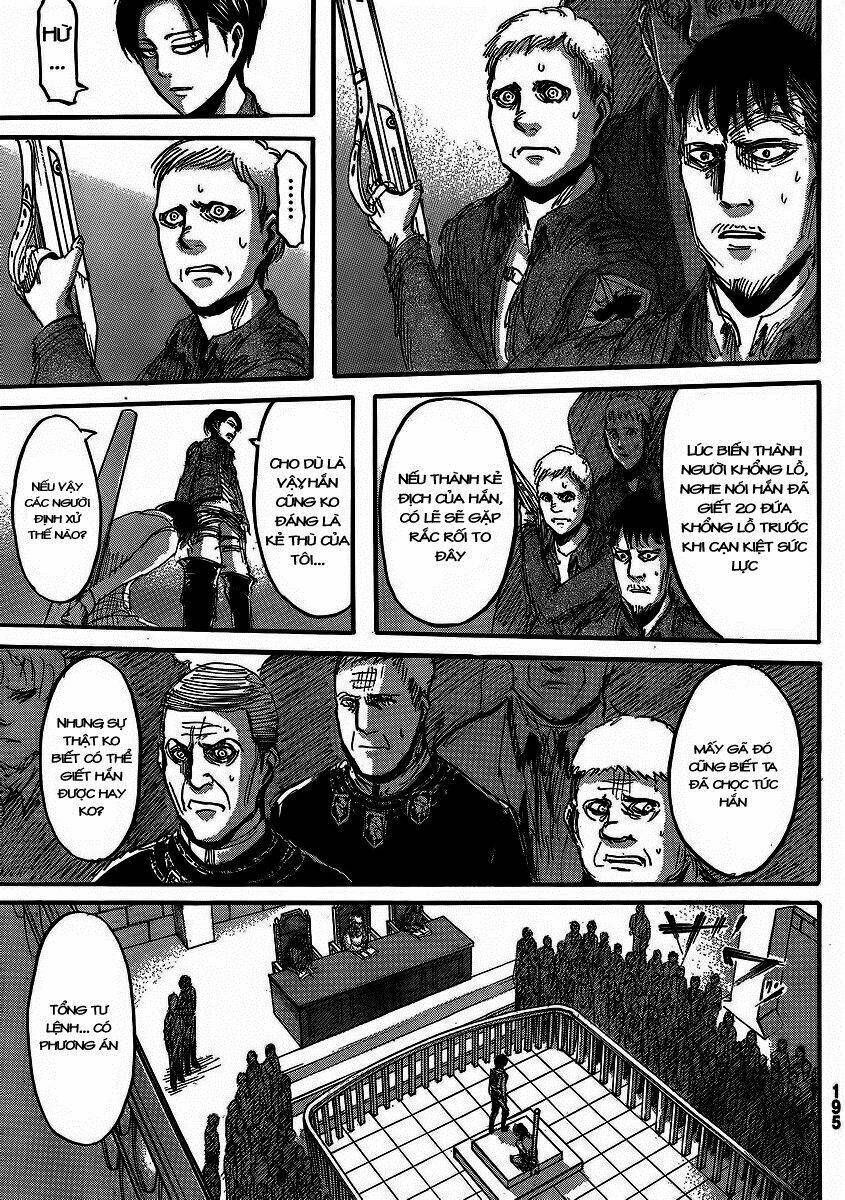 HỪ
...
....
LÚC BIẾN THÀNH
NGƯỜI KHỔNG LỒ,
NGHE NÓI HẮN ĐÃ
GIẾT 20 ĐỨA
KHỔNG LỒ TRƯỚC
KHI CẠN KIỆT SỨC
LỰC
NẾU THÀNH KẺ
ĐỊCH CỦA HẮN,
CÓ LẼ SẼ GẶP
RẮC RỐI TO
ĐÂY
CHO DÙ LÀ
VẬY, HẮN
CŨNG KO
ĐÁNG LÀ
KẺ THÙ CỦA
TÔI...
NẾU VẬY
CÁC NGƯỜI
ĐỊNH XỬ
THẾ NÀO?
MẤY GÃ ĐÓ
CŨNG BIẾT TA
ĐÃ CHỌC TỨC
HẮN
NHƯNG SỰ
THẬT KO
BIẾT CÓ THỂ
GIẾT HẮN
ĐƯỢC HAY
KO?
ザワッ
TỔNG TƯ
LỆNH... CÓ
PHƯƠNG ÁN
195